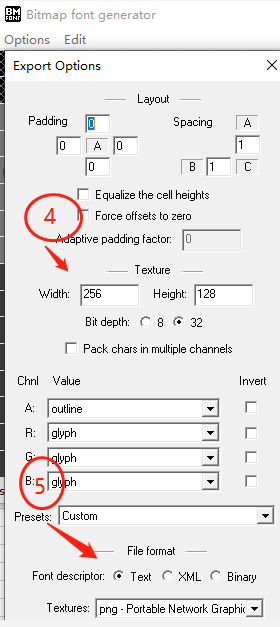 BM FONT Bitmap font generator
Options Edit
Export Options
Layout
Padding 0 Spacing A
0 A 0 1
0 B 1 C
Equalize the cell heights
4 Force offsets to zero
Adaptive padding factor: 0
Texture
Width: 256 Height: 128
Bit depth: 8 32
Pack chars in multiple channels
Chnl Value Invert
A: outline
R: glyph
G: glyph
B: glyph
5
Presets: Custom
File format
Font descriptor: Text XML Binary
Textures: png - Portable Network Graphic